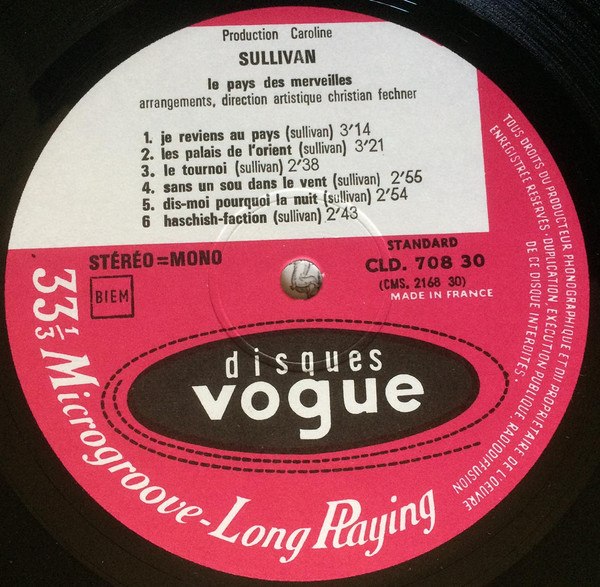 Production Caroline
SULLIVAN
le pays des merveilles
arrangements, direction artistique christian fechner
1. je reviens au pays (sullivan) 3'14
2. les palais de l'orient (sullivan) 3'21
3. le tournoi (sullivan) 2'38
4. sans un sou dans le vent (sullivan) 2'55
5. dis-moi pourquoi la nuit (sullivan) 2'54
6 haschish-faction (sullivan) 2'43
STÉRÉO=MONO
BIEM
STANDARD
CLD. 708 30
(CMS. 2168 30)
MADE IN FRANCE
disques
vogue
33 1/3 Microgroove-Long Playing
TOUS DROITS DU PRODUCTEUR PHONOGRAPHIQUE ET DU PROPRIÉTAIRE DE L'OEUVRE
ENREGISTRÉE RÉSERVÉS - DUPLICATION, EXÉCUTION PUBLIQUE, RADIODIFFUSION
DE CE DISQUE INTERDITES